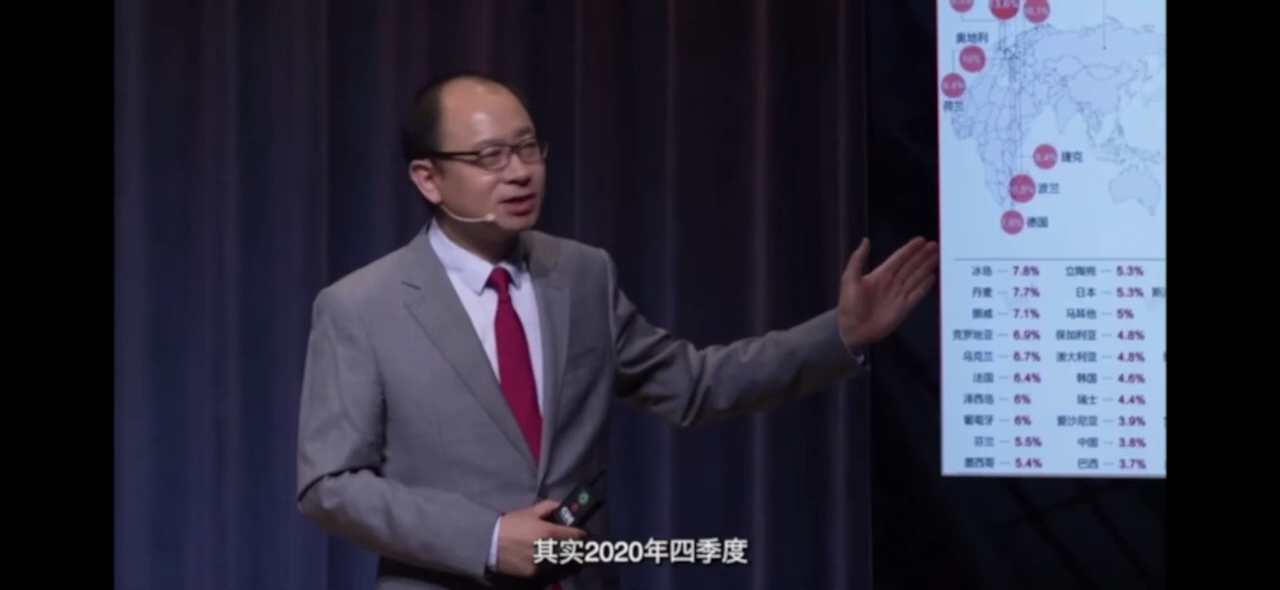 奥地利
荷兰
捷克
波兰
德国
冰岛 ··· 7.8% 立陶宛 ··· 5.3%
丹麦 ··· 7.7% 日本 ··· 5.3%
挪威 ··· 7.1% 马耳他 ··· 5%
克罗地亚 ··· 6.9% 保加利亚 ··· 4.8%
乌克兰 ··· 6.7% 澳大利亚 ··· 4.8%
法国 ··· 6.4% 韩国 ··· 4.6%
泽西岛 ··· 6% 瑞士 ··· 4.4%
葡萄牙 ··· 6% 爱沙尼亚 ··· 3.9%
芬兰 ··· 5.5% 中国 ··· 3.8%
墨西哥 ··· 5.4% 巴西 ··· 3.7%
其实2020年四季度